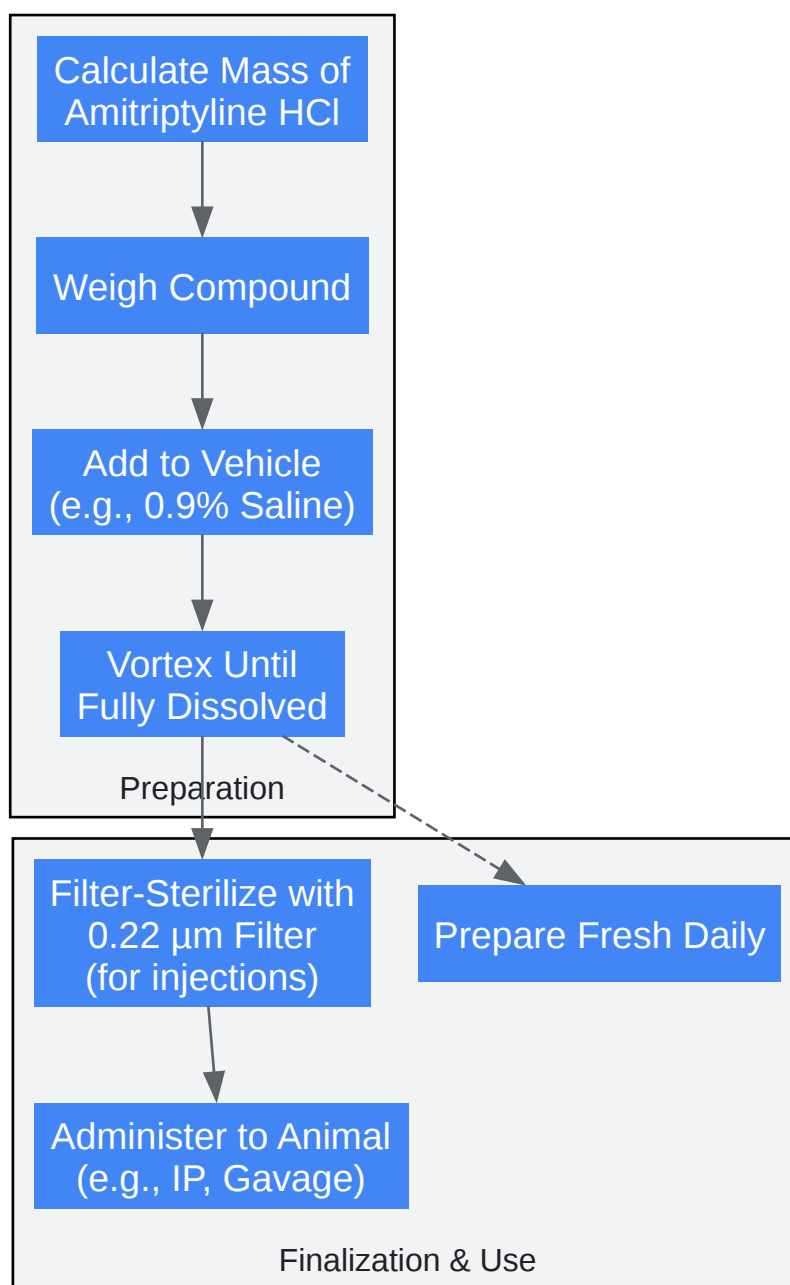 Calculate Mass of
Amitriptyline HCl
Weigh Compound
Add to Vehicle
(e.g., 0.9% Saline)
Vortex Until
Fully Dissolved
Preparation
Filter-Sterilize with
0.22 µm Filter
(for injections)
Prepare Fresh Daily
Administer to Animal
(e.g., IP, Gavage)
Finalization & Use